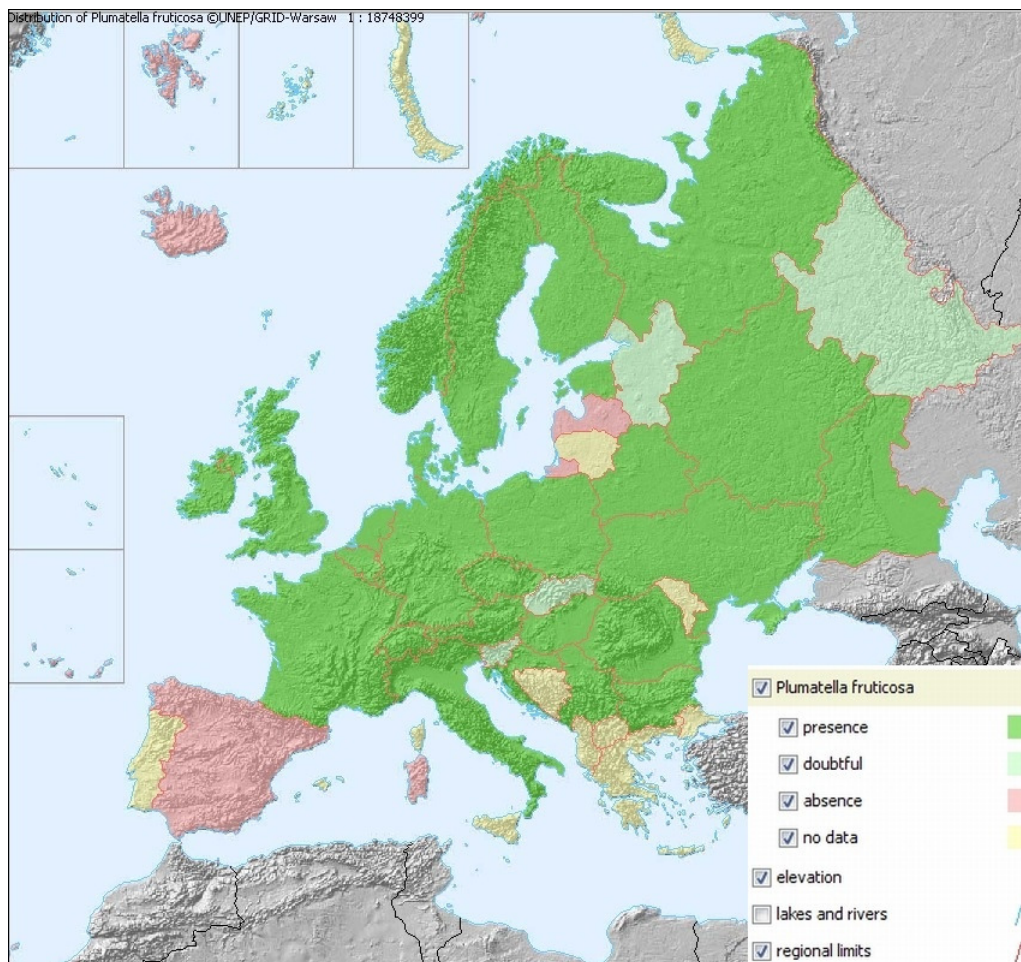 Distribution of Plumatella fruticosa ©UNEP/GRID-Warsaw 1 : 18748399
Plumatella fruticosa
presence
doubtful
absence
no data
elevation
lakes and rivers
regional limits